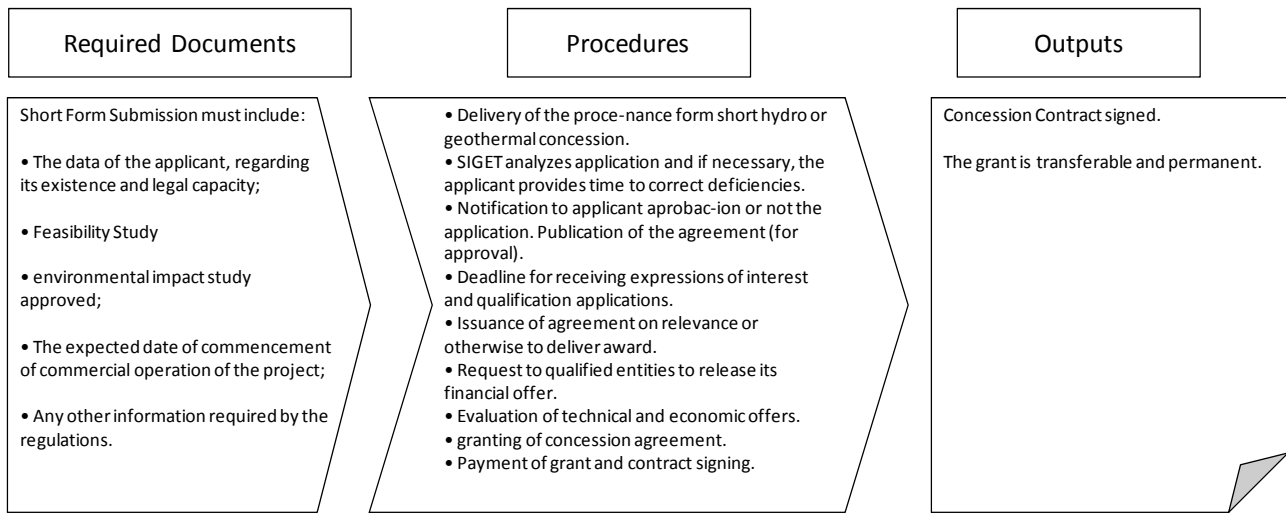 Required Documents
Procedures
Outputs
Short Form Submission must include:
• The data of the applicant, regarding
its existence and legal capacity;
• Feasibility Study
• environmental impact study
approved;
• The expected date of commencement
of commercial operation of the project;
• Any other information required by the
regulations.
• Delivery of the proce-nance form short hydro or
geothermal concession.
• SIGET analyzes application and if necessary, the
applicant provides time to correct deficiencies.
• Notification to applicant aprobac-ion or not the
application. Publication of the agreement (for
approval).
• Deadline for receiving expressions of interest
and qualification applications.
• Issuance of agreement on relevance or
otherwise to deliver award.
• Request to qualified entities to release its
financial offer.
• Evaluation of technical and economic offers.
• granting of concession agreement.
• Payment of grant and contract signing.
Concession Contract signed.
The grant is transferable and permanent.